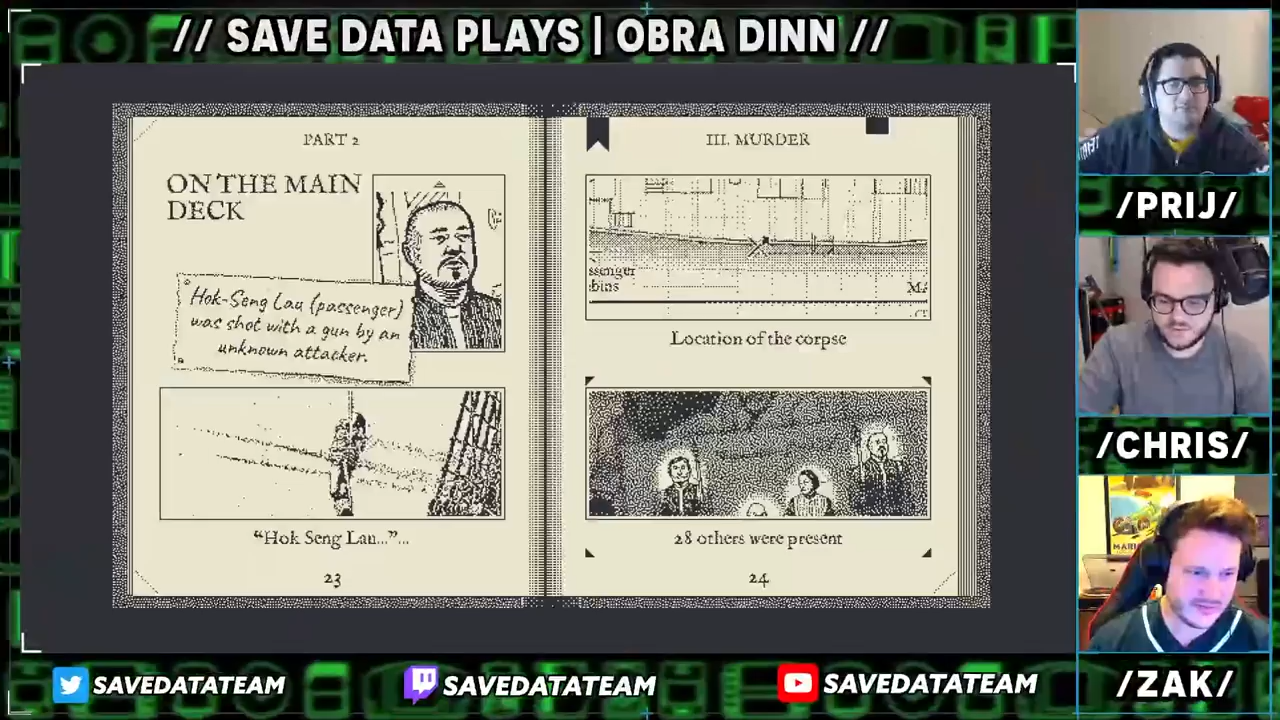 // SAVE DATA PLAYS | OBRA DINN //
PART 2
ON THE MAIN
DECK
Hok-Seng Lau (passenger)
was shot with a gun by an
unknown attacker.
"Hok Seng Lau..."...
23
III. MURDER
ssenger
bins
Location of the corpse
28 others were present
24
/PRIJ/
/CHRIS/
MARIO
/ZAK/
SAVEDATATEAM
SAVEDATATEAM
SAVEDATATEAM